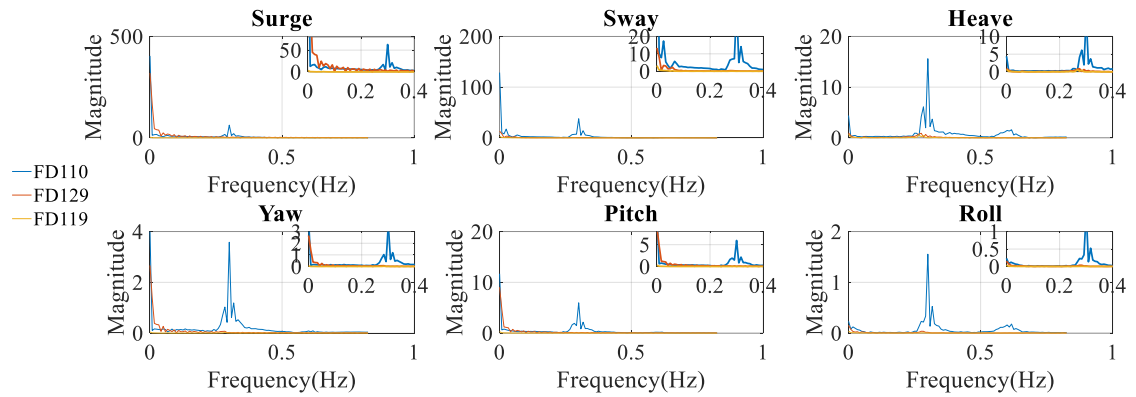 Surge
Magnitude
500
0
50
0
0 0.2 0.4
0 0.5 1
Frequency(Hz)
Sway
Magnitude
200
100
0
20
10
0
0 0.2 0.4
0 0.5 1
Frequency(Hz)
Heave
Magnitude
20
10
0
10
5
0
0 0.2 0.4
0 0.5 1
Frequency(Hz)
FD110
FD129
FD119
Yaw
Magnitude
4
2
0
3
2
1
0
0 0.2 0.4
0 0.5 1
Frequency(Hz)
Pitch
Magnitude
20
10
0
5
0
0 0.2 0.4
0 0.5 1
Frequency(Hz)
Roll
Magnitude
2
1
0
1
0.5
0
0 0.2 0.4
0 0.5 1
Frequency(Hz)